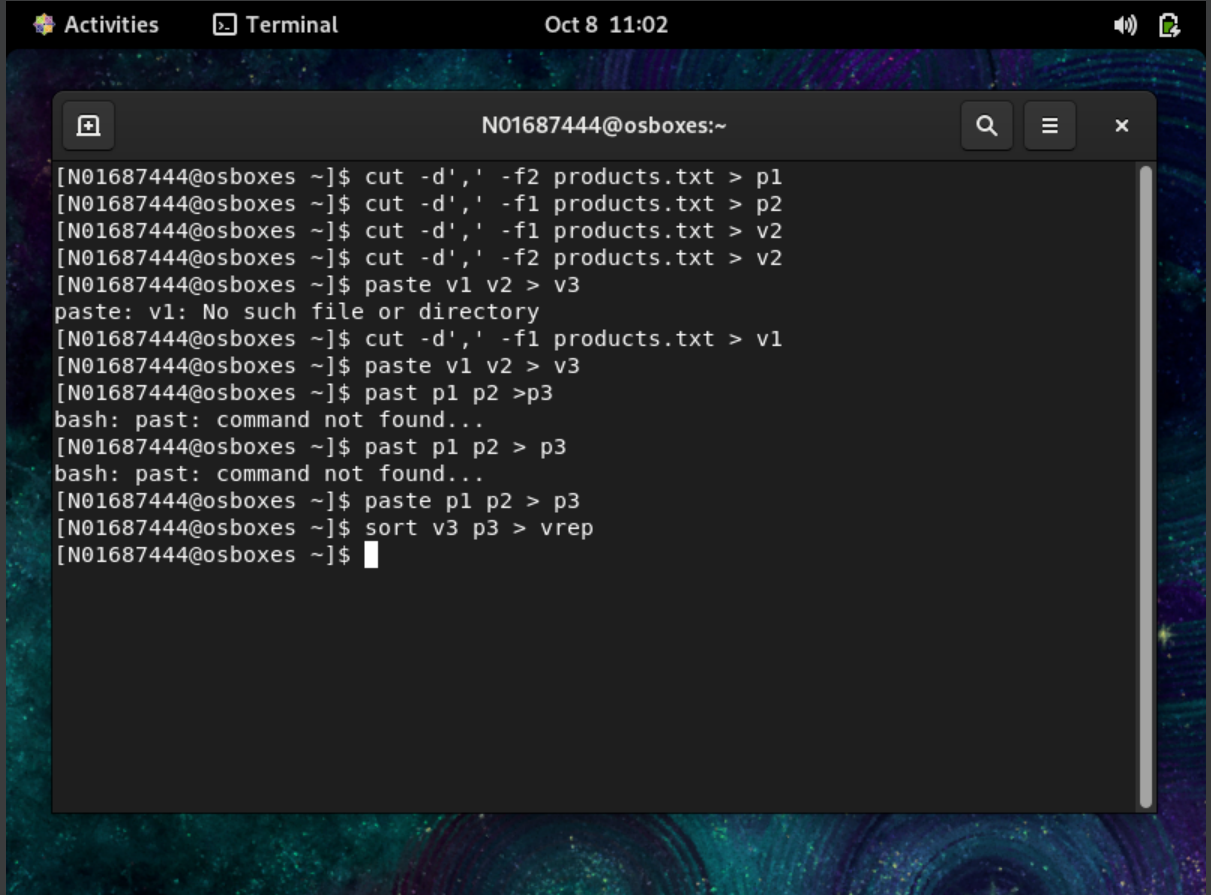 Activities Terminal Oct 8 11:02
N01687444@osboxes:~
[N01687444@osboxes ~]$ cut -d',' -f2 products.txt > p1
[N01687444@osboxes ~]$ cut -d',' -f1 products.txt > p2
[N01687444@osboxes ~]$ cut -d',' -f1 products.txt > v2
[N01687444@osboxes ~]$ cut -d',' -f2 products.txt > v2
[N01687444@osboxes ~]$ paste v1 v2 > v3
paste: v1: No such file or directory
[N01687444@osboxes ~]$ cut -d',' -f1 products.txt > v1
[N01687444@osboxes ~]$ paste v1 v2 > v3
[N01687444@osboxes ~]$ past p1 p2 >p3
bash: past: command not found...
[N01687444@osboxes ~]$ past p1 p2 > p3
bash: past: command not found...
[N01687444@osboxes ~]$ paste p1 p2 > p3
[N01687444@osboxes ~]$ sort v3 p3 > vrep
[N01687444@osboxes ~]$